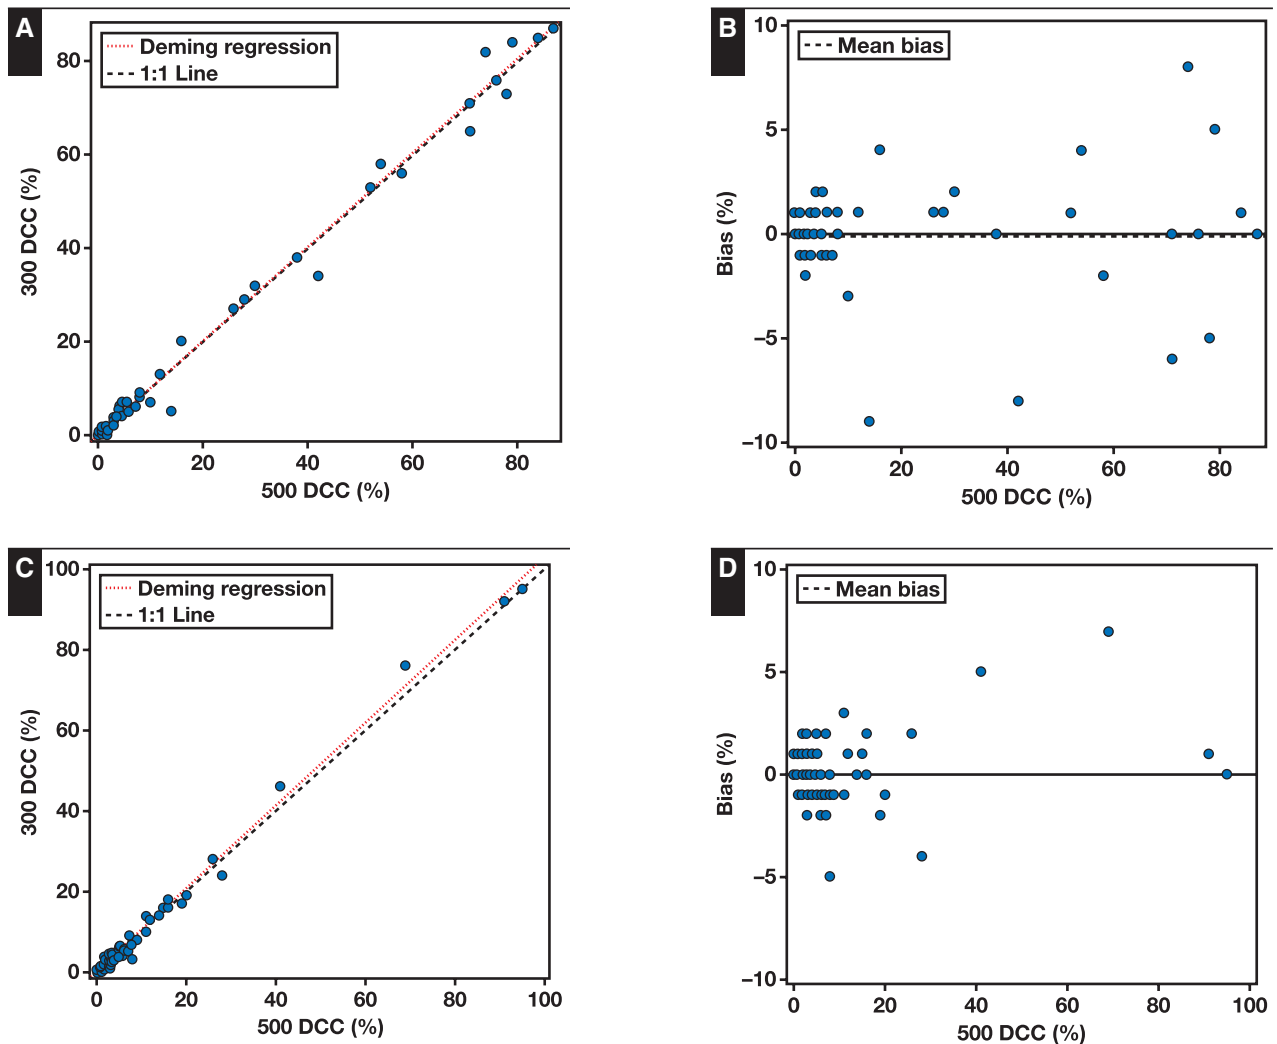 A
Deming regression
1:1 Line
300 DCC (%)
80
60
40
20
0
0 20 40 60 80
500 DCC (%)
B
Mean bias
Bias (%)
10
5
0
−5
−10
0 20 40 60 80
500 DCC (%)
C
Deming regression
1:1 Line
300 DCC (%)
100
80
60
40
20
0
0 20 40 60 80 100
500 DCC (%)
D
Mean bias
Bias (%)
10
5
0
−5
−10
0 20 40 60 80 100
500 DCC (%)